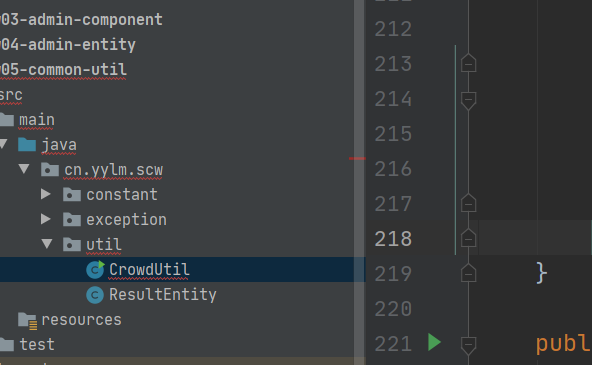 03-admin-component
04-admin-entity
05-common-util
src
main
java
cn.yylm.scw
constant
exception
util
CrowdUtil
ResultEntity
resources
test
212
213
214
215
216
217
218
219 }
220
221 publ